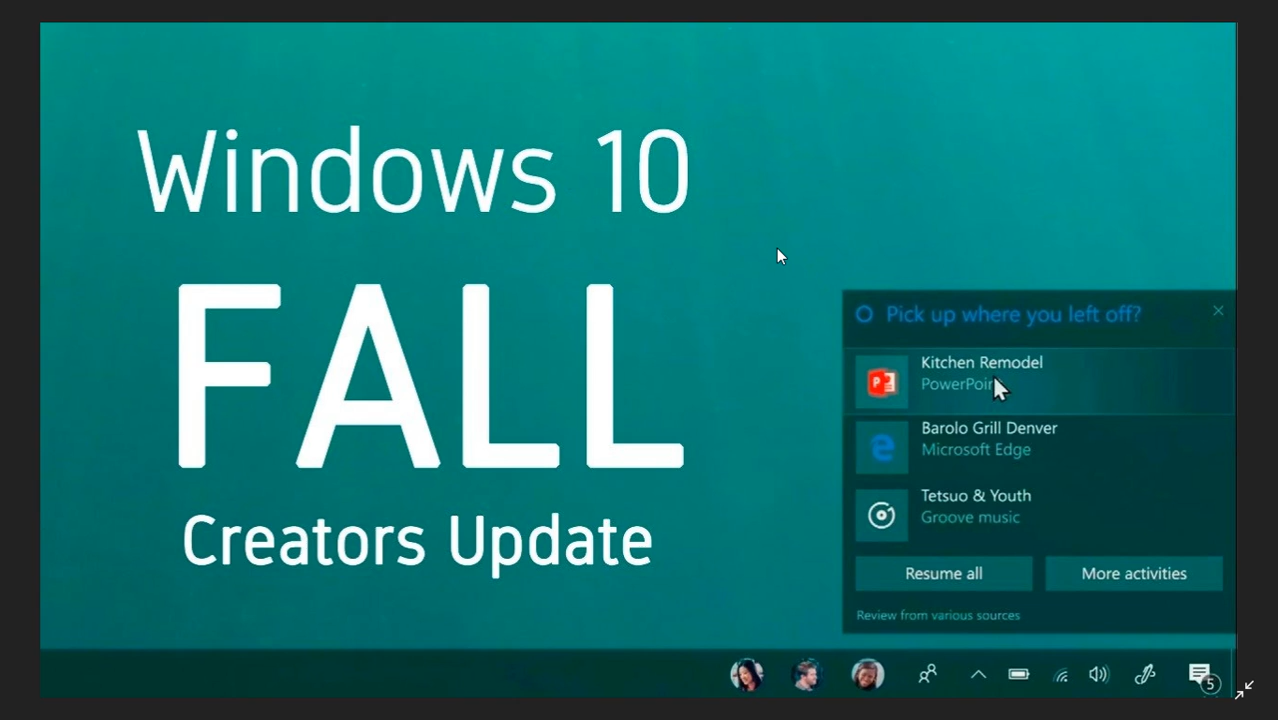 Windows 10
FALL
Creators Update
Pick up where you left off?
Kitchen Remodel
PowerPoin
Barolo Grill Denver
Microsoft Edge
Tetsuo & Youth
Groove music
Resume all
More activities
Review from various sources
5